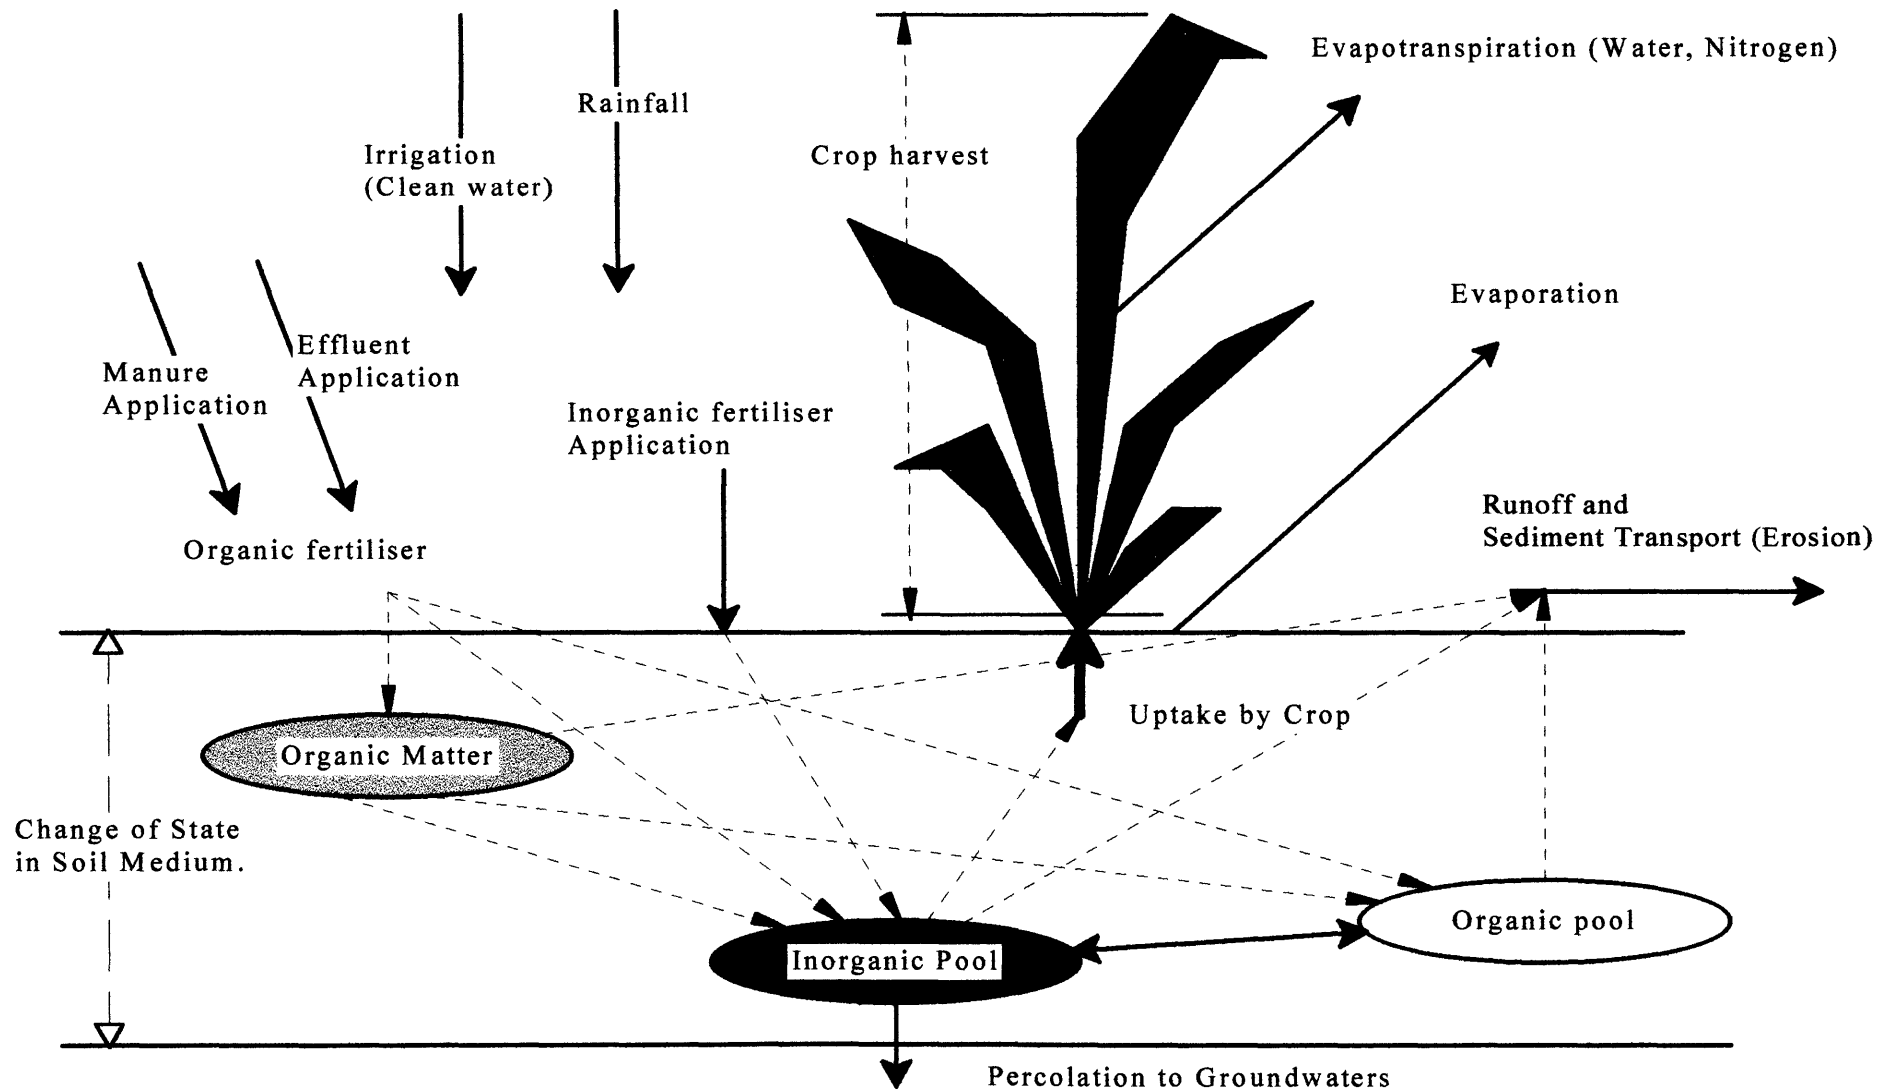 Evapotranspiration (Water, Nitrogen)
Rainfall
Irrigation
(Clean water)
Crop harvest
Evaporation
Effluent
Application
Manure
Application
Inorganic fertiliser
Application
Runoff and
Sediment Transport (Erosion)
Organic fertiliser
Uptake by Crop
Organic Matter
Change of State
in Soil Medium.
Organic pool
Inorganic Pool
Percolation to Groundwaters